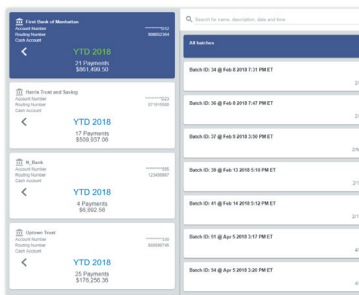 First Bank of Manhattan
Account Number
Routing Number
Cash Account
YTD 2018
21 Payments
$861,499.50
Harris Trust and Saving
Account Number
Routing Number
Cash Account
YTD 2018
17 Payments
$509,937.06
N_Bank
Account Number
Routing Number
Cash Account
YTD 2018
4 Payments
$6,892.56
Uptown Trust
Account Number
Routing Number
Cash Account
YTD 2018
25 Payments
$176,256.36
Search for name, description, date and time
All batches
Batch ID: 34 @ Feb 8 2018 7:31 PM ET
Batch ID: 36 @ Feb 8 2018 7:47 PM ET
Batch ID: 37 @ Feb 9 2018 3:50 PM ET
Batch ID: 39 @ Feb 13 2018 5:10 PM ET
Batch ID: 41 @ Feb 14 2018 5:12 PM ET
Batch ID: 51 @ Apr 5 2018 3:17 PM ET
Batch ID: 54 @ Apr 5 2018 3:20 PM ET